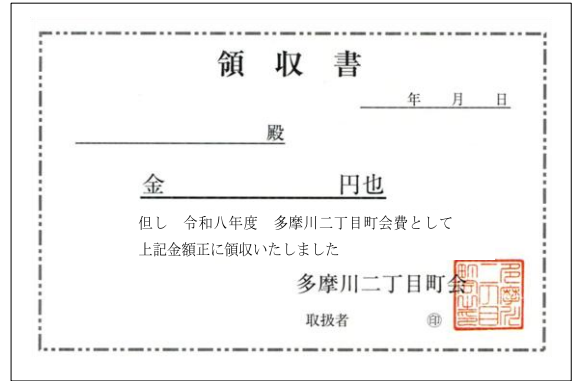 領収書
年 月 日
殿
金 円也
但し 令和八年度 多摩川二丁目町会費として
上記金額正に領収いたしました
多摩川二丁目町会
取扱者 ㊞